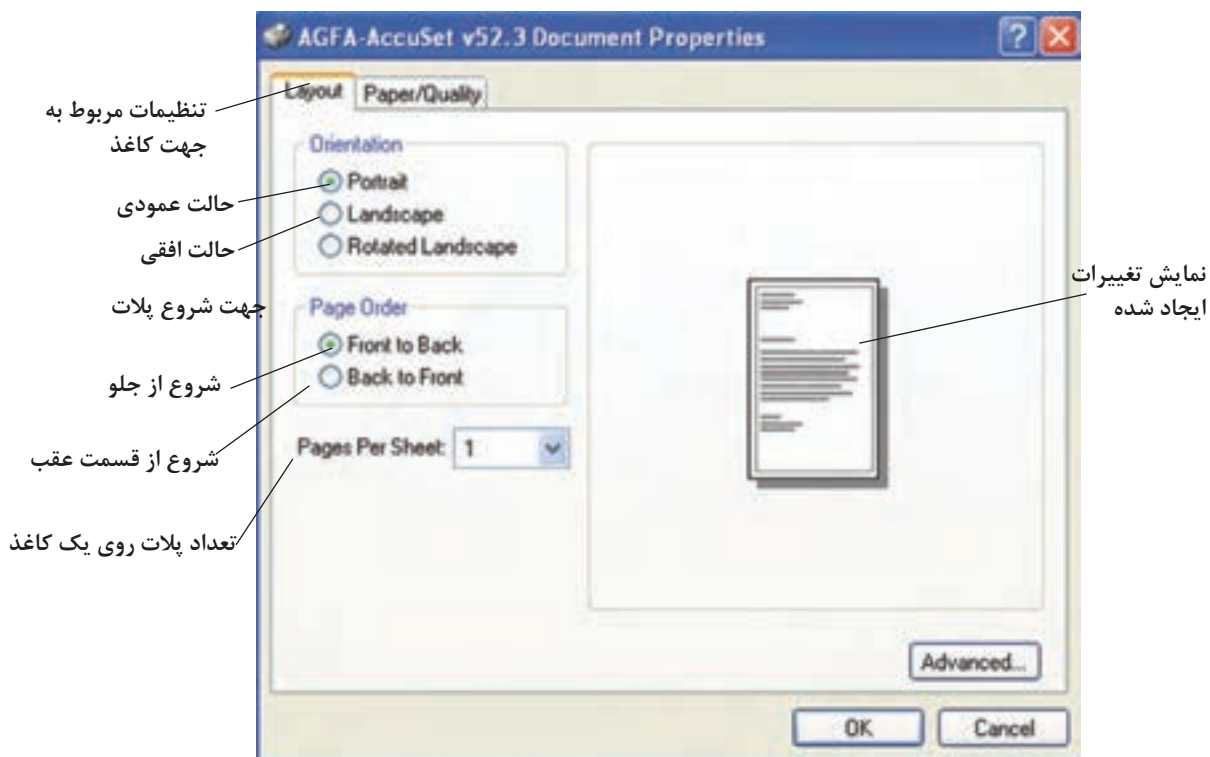 AGFA-AccuSet v52.3 Document Properties
Layout
Paper/Quality
تنظیمات مربوط به
جهت کاغذ
Orientation
Portrait
Landscape
Rotated Landscape
حالت عمودی
حالت افقی
جهت شروع پلات
Page Order
Front to Back
Back to Front
شروع از جلو
شروع از قسمت عقب
Pages Per Sheet: 1
تعداد پلات روی یک کاغذ
نمایش تغییرات
ایجاد شده
Advanced...
OK
Cancel